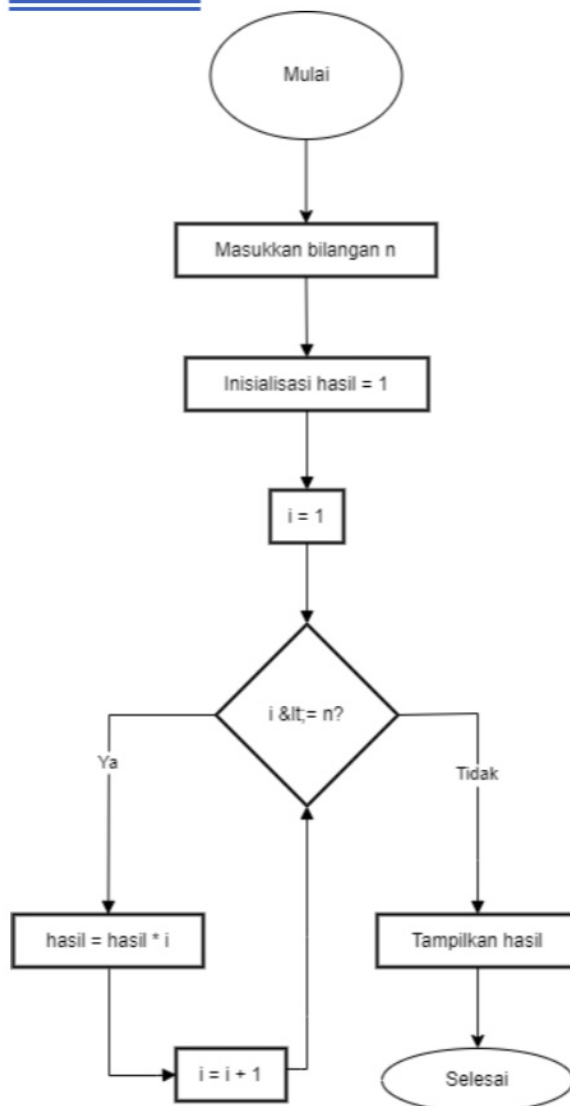 Mulai
Masukkan bilangan n
Inisialisasi hasil = 1
i = 1
i &lt;= n?
Ya
Tidak
hasil = hasil * i
Tampilkan hasil
i = i + 1
Selesai